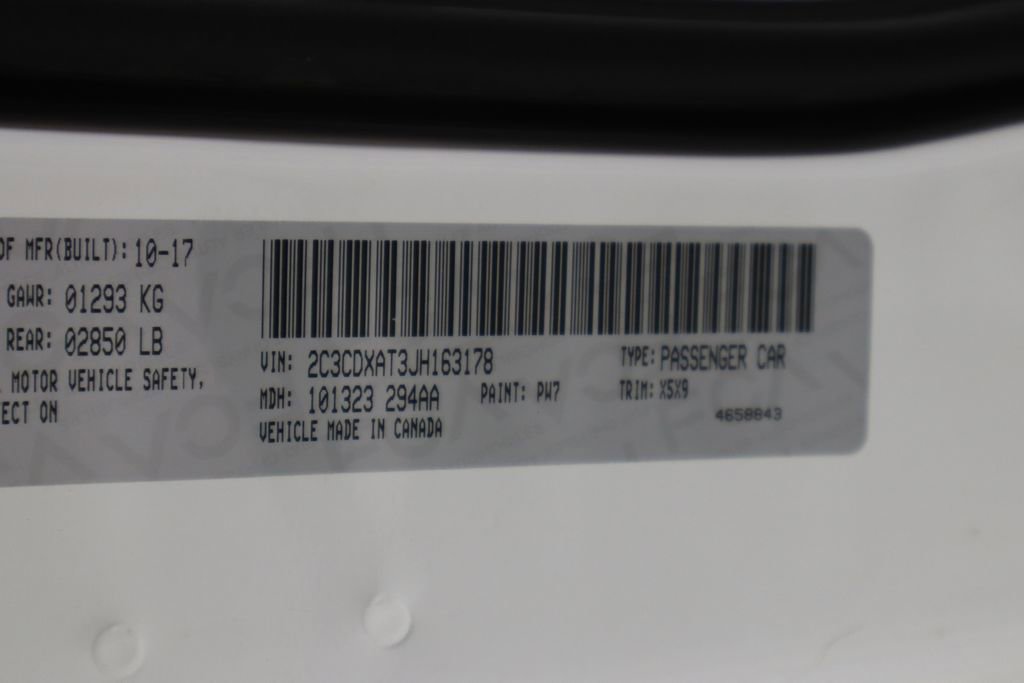 OF MFR(BUILT): 10-17
GAWR: 01293 KG
REAR: 02850 LB
MOTOR VEHICLE SAFETY,
ECT ON
VIN: 2C3CDXAT3JH163178 TYPE: PASSENGER CAR
MDH: 101323 294AA PAINT: PW7 TRIM: X5X9
VEHICLE MADE IN CANADA 4658843